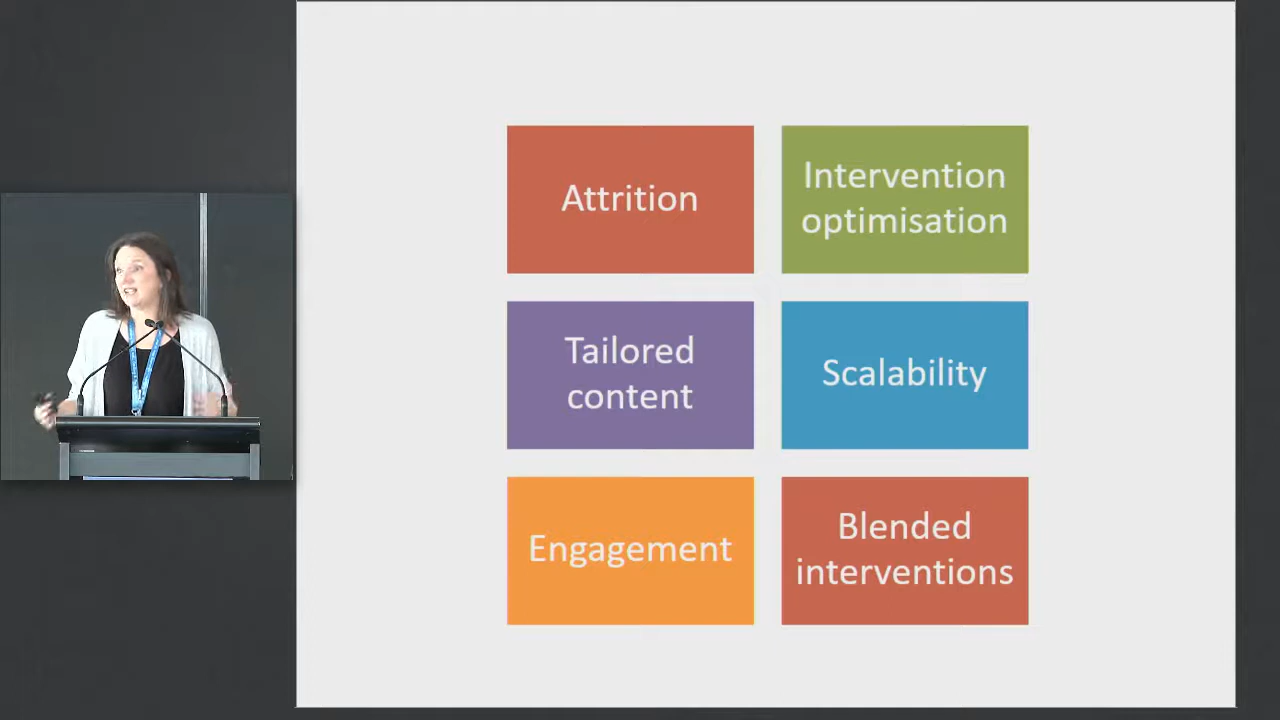 Attrition
Intervention
optimisation
Tailored
content
Scalability
Engagement
Blended
interventions